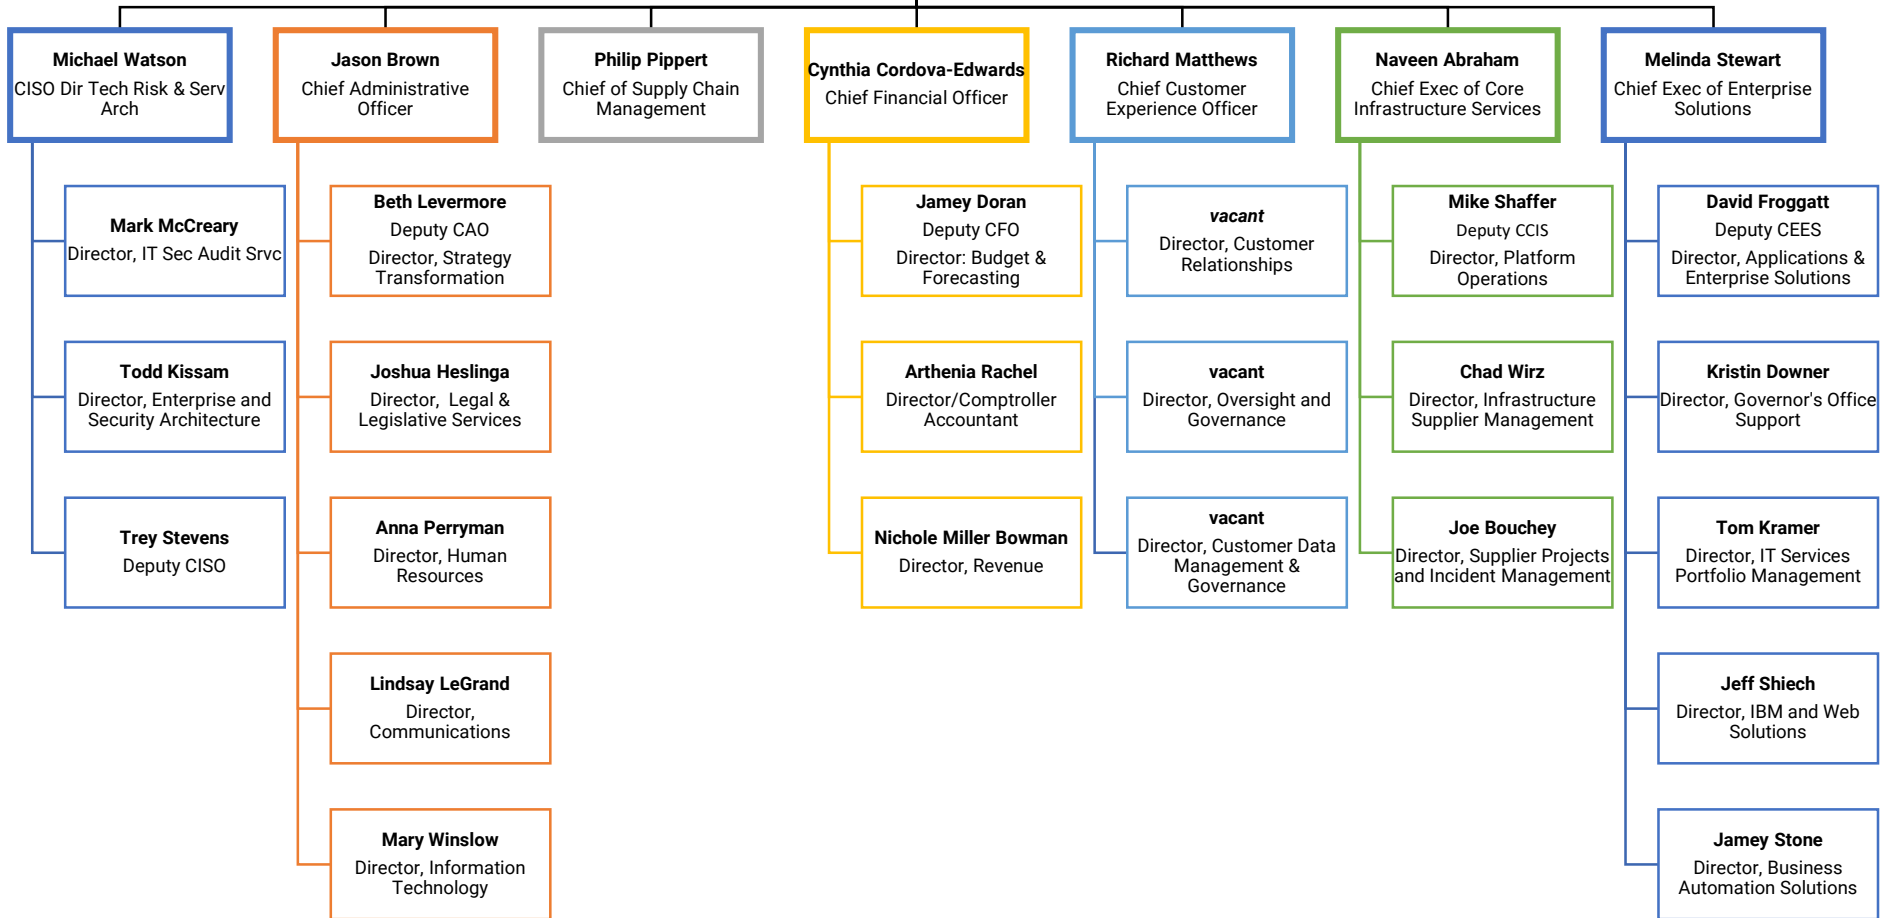 Michael Watson
CISO Dir Tech Risk & Serv
Arch
Jason Brown
Chief Administrative
Officer
Philip Pippert
Chief of Supply Chain
Management
Cynthia Cordova-Edwards
Chief Financial Officer
Richard Matthews
Chief Customer
Experience Officer
Naveen Abraham
Chief Exec of Core
Infrastructure Services
Melinda Stewart
Chief Exec of Enterprise
Solutions
Mark McCreary
Director, IT Sec Audit Srvc
Beth Levermore
Deputy CAO
Director, Strategy
Transformation
Jamey Doran
Deputy CFO
Director: Budget &
Forecasting
vacant
Director, Customer
Relationships
Mike Shaffer
Deputy CCIS
Director, Platform
Operations
David Froggatt
Deputy CEES
Director, Applications &
Enterprise Solutions
Todd Kissam
Director, Enterprise and
Security Architecture
Joshua Heslinga
Director, Legal &
Legislative Services
Arthenia Rachel
Director/Comptroller
Accountant
vacant
Director, Oversight and
Governance
Chad Wirz
Director, Infrastructure
Supplier Management
Kristin Downer
Director, Governor's Office
Support
Trey Stevens
Deputy CISO
Anna Perryman
Director, Human
Resources
Nichole Miller Bowman
Director, Revenue
vacant
Director, Customer Data
Management &
Governance
Joe Bouchey
Director, Supplier Projects
and Incident Management
Tom Kramer
Director, IT Services
Portfolio Management
Lindsay LeGrand
Director,
Communications
Jeff Shiech
Director, IBM and Web
Solutions
Mary Winslow
Director, Information
Technology
Jamey Stone
Director, Business
Automation Solutions